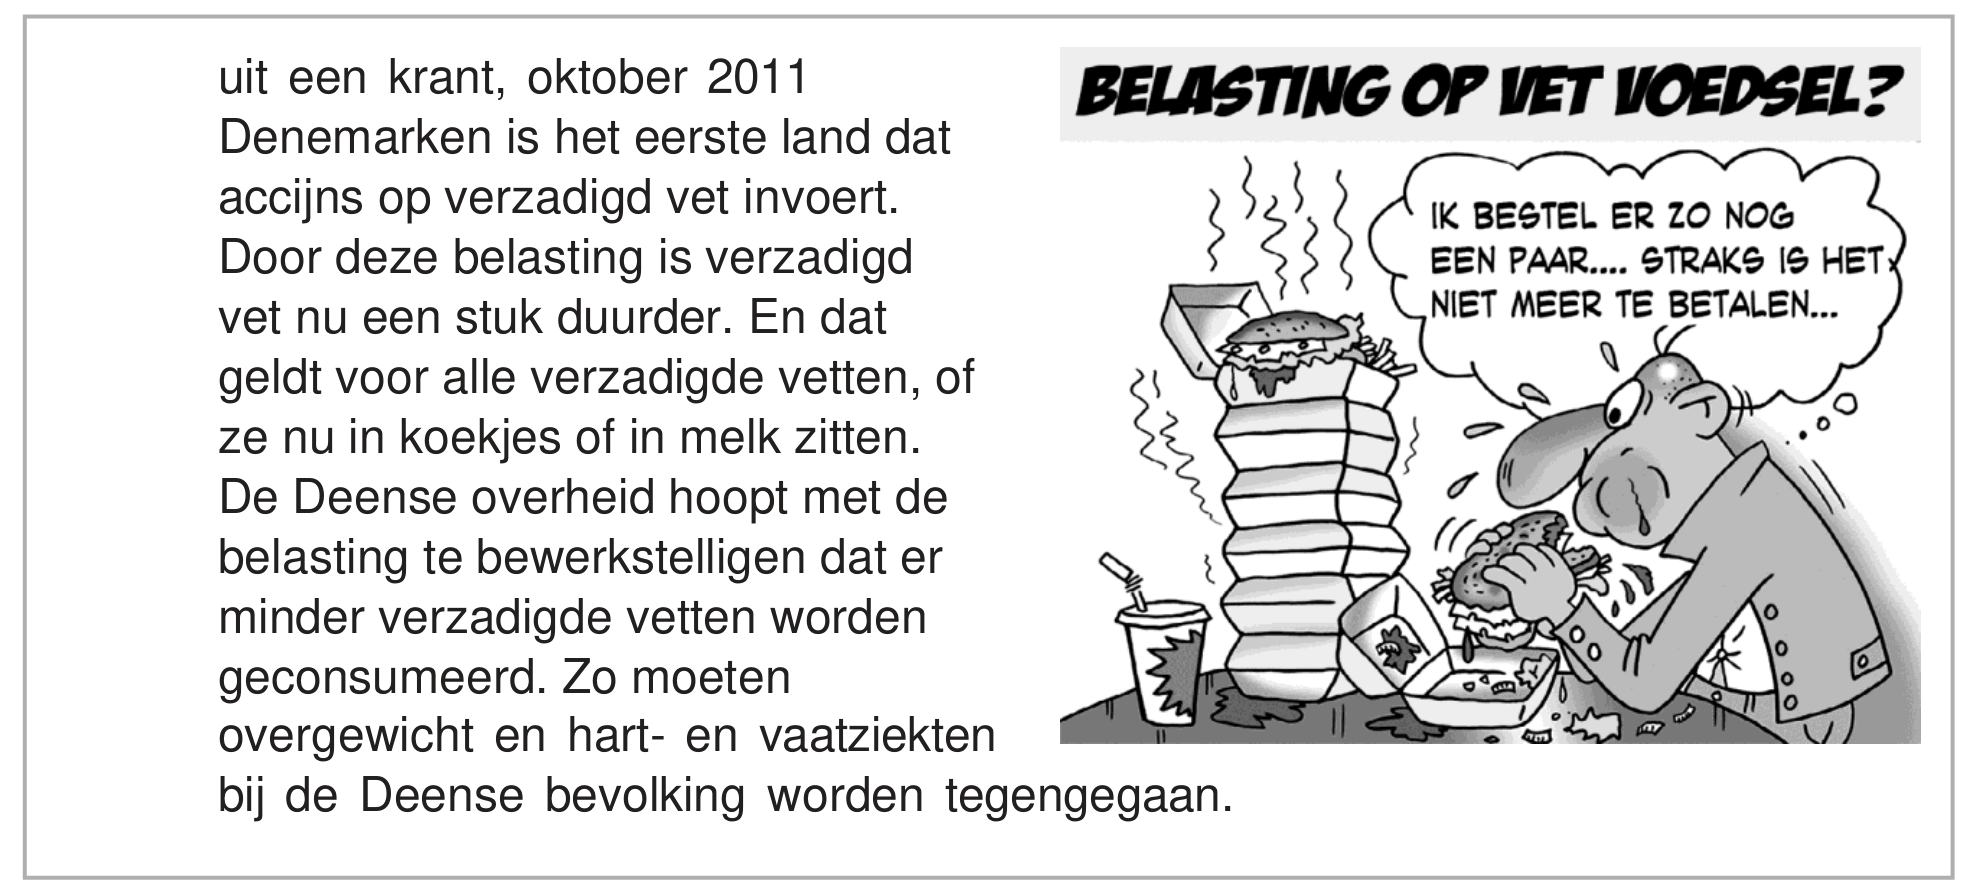 uit een krant, oktober 2011
Denemarken is het eerste land dat
accijns op verzadigd vet invoert.
Door deze belasting is verzadigd
vet nu een stuk duurder. En dat
geldt voor alle verzadigde vetten, of
ze nu in koekjes of in melk zitten.
De Deense overheid hoopt met de
belasting te bewerkstelligen dat er
minder verzadigde vetten worden
geconsumeerd. Zo moeten
overgewicht en hart- en vaatziekten
bij de Deense bevolking worden tegengegaan.
BELASTING OP VET VOEDSEL?
IK BESTEL ER ZO NOG
EEN PAAR.... STRAKS IS HET
NIET MEER TE BETALEN...